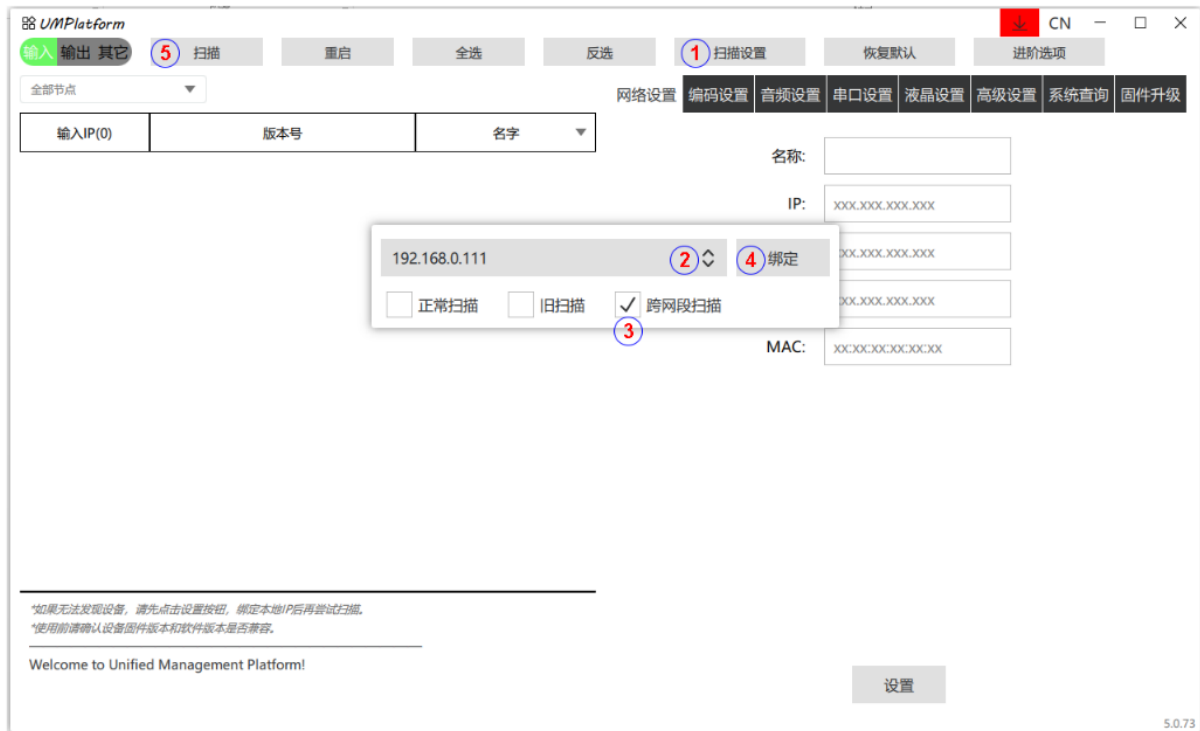 UMPlatform
CN
输入 输出 其它 5 扫描 重启 全选 反选 1 扫描设置 恢复默认 进阶选项
全部节点
网络设置 编码设置 音频设置 串口设置 液晶设置 高级设置 系统查询 固件升级
输入IP(0) 版本号 名字
名称:
IP: xxx.xxx.xxx.xxx
192.168.0.111 2 4 绑定
xx.xxx.xxx.xxx
正常扫描 旧扫描 跨网段扫描
xx.xxx.xxx.xxx
3
MAC: xx:xx:xx:xx:xx:xx
*如果无法发现设备，请先点击设置按钮，绑定本地IP后再尝试扫描。
*使用前请确认设备固件版本和软件版本是否兼容。
Welcome to Unified Management Platform!
设置
5.0.73